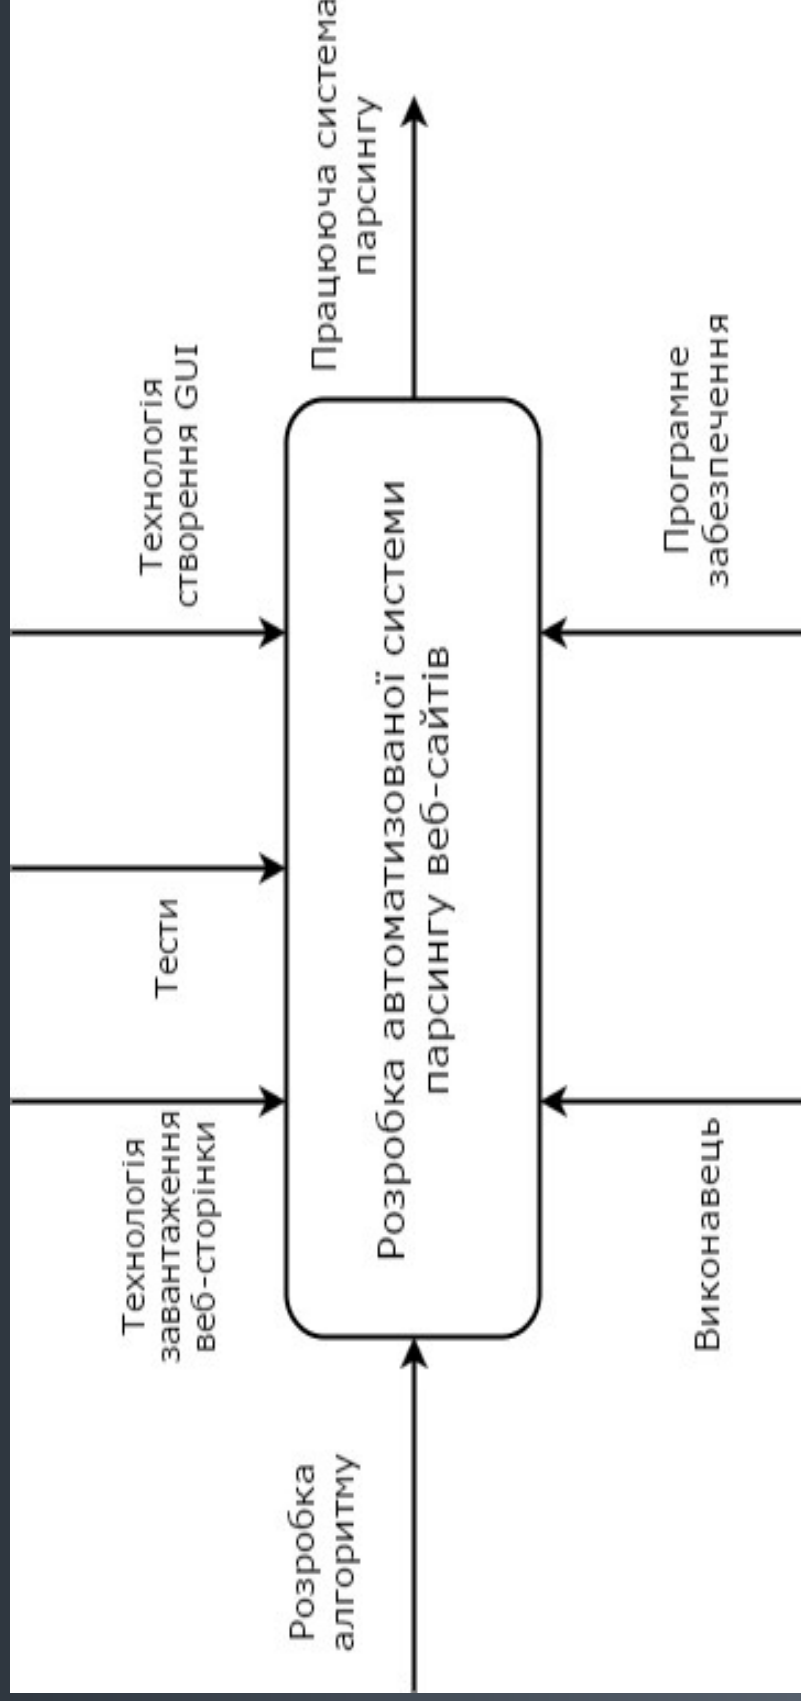 Технологія
завантаження
веб-сторінки
Тести
Технологія
створення GUI
Розробка
алгоритму
Розробка автоматизованої системи
парсингу веб-сайтів
Працююча система
парсингу
Виконавець
Програмне
забезпечення